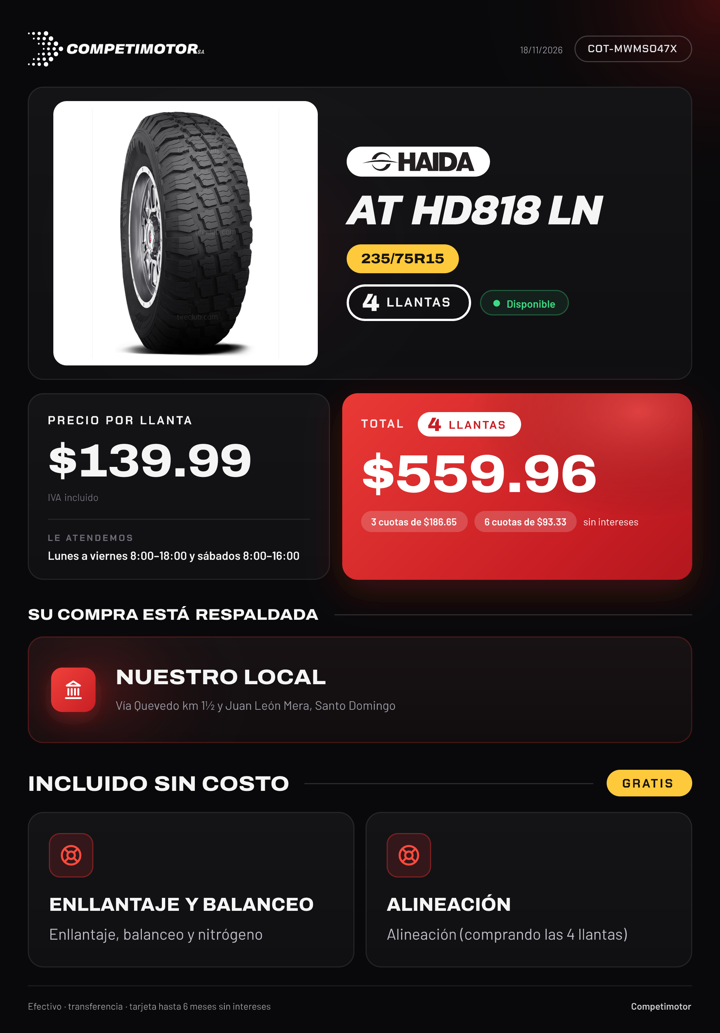 COMPETIMOTOR S.A.
18/11/2026
COT-MWMSO47X
HAIDA
AT HD818 LN
235/75R15
4 LLANTAS
Disponible
PRECIO POR LLANTA
$139.99
IVA incluido
LE ATENDEMOS
Lunes a viernes 8:00–18:00 y sábados 8:00–16:00
TOTAL 4 LLANTAS
$559.96
3 cuotas de $186.65 6 cuotas de $93.33 sin intereses
SU COMPRA ESTÁ RESPALDADA
NUESTRO LOCAL
Vía Quevedo km 1½ y Juan León Mera, Santo Domingo
INCLUIDO SIN COSTO
GRATIS
ENLLANTAJE Y BALANCEO
Enllantaje, balanceo y nitrógeno
ALINEACIÓN
Alineación (comprando las 4 llantas)
Efectivo · transferencia · tarjeta hasta 6 meses sin intereses
Competimotor